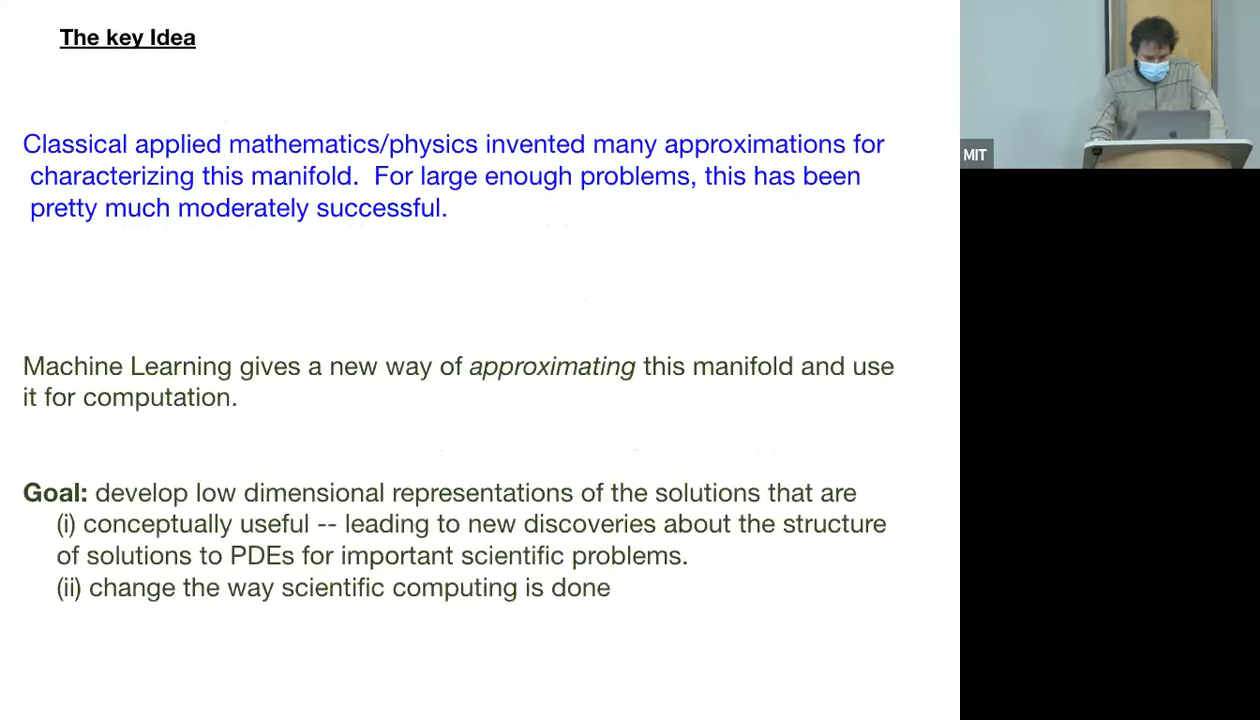 The key Idea
Classical applied mathematics/physics invented many approximations for
characterizing this manifold.  For large enough problems, this has been
pretty much moderately successful.
Machine Learning gives a new way of approximating this manifold and use
it for computation.
Goal: develop low dimensional representations of the solutions that are
(i) conceptually useful -- leading to new discoveries about the structure
of solutions to PDEs for important scientific problems.
(ii) change the way scientific computing is done
MIT